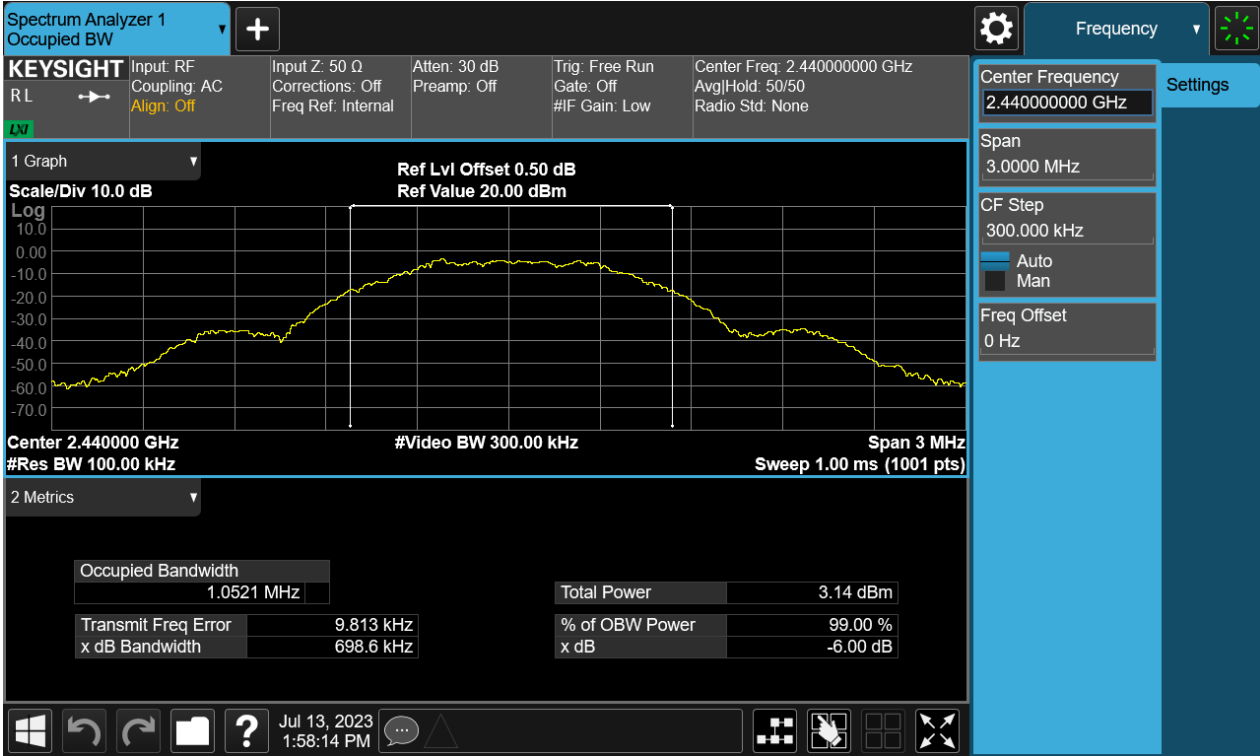 Spectrum Analyzer 1
Occupied BW
+
Frequency
KEYSIGHT
R L
LXI
Input: RF
Coupling: AC
Align: Off
Input Z: 50 Ω
Corrections: Off
Freq Ref: Internal
Atten: 30 dB
Preamp: Off
Trig: Free Run
Gate: Off
#IF Gain: Low
Center Freq: 2.440000000 GHz
Avg|Hold: 50/50
Radio Std: None
Center Frequency
2.440000000 GHz
Settings
Span
3.0000 MHz
CF Step
300.000 kHz
Auto
Man
Freq Offset
0 Hz
1 Graph
Scale/Div 10.0 dB
Ref Lvl Offset 0.50 dB
Ref Value 20.00 dBm
Log
10.0
0.00
-10.0
-20.0
-30.0
-40.0
-50.0
-60.0
-70.0
Center 2.440000 GHz
#Video BW 300.00 kHz
Span 3 MHz
#Res BW 100.00 kHz
Sweep 1.00 ms (1001 pts)
2 Metrics
Occupied Bandwidth
1.0521 MHz
Total Power 3.14 dBm
Transmit Freq Error 9.813 kHz
% of OBW Power 99.00 %
x dB Bandwidth 698.6 kHz
x dB -6.00 dB
?
Jul 13, 2023
1:58:14 PM